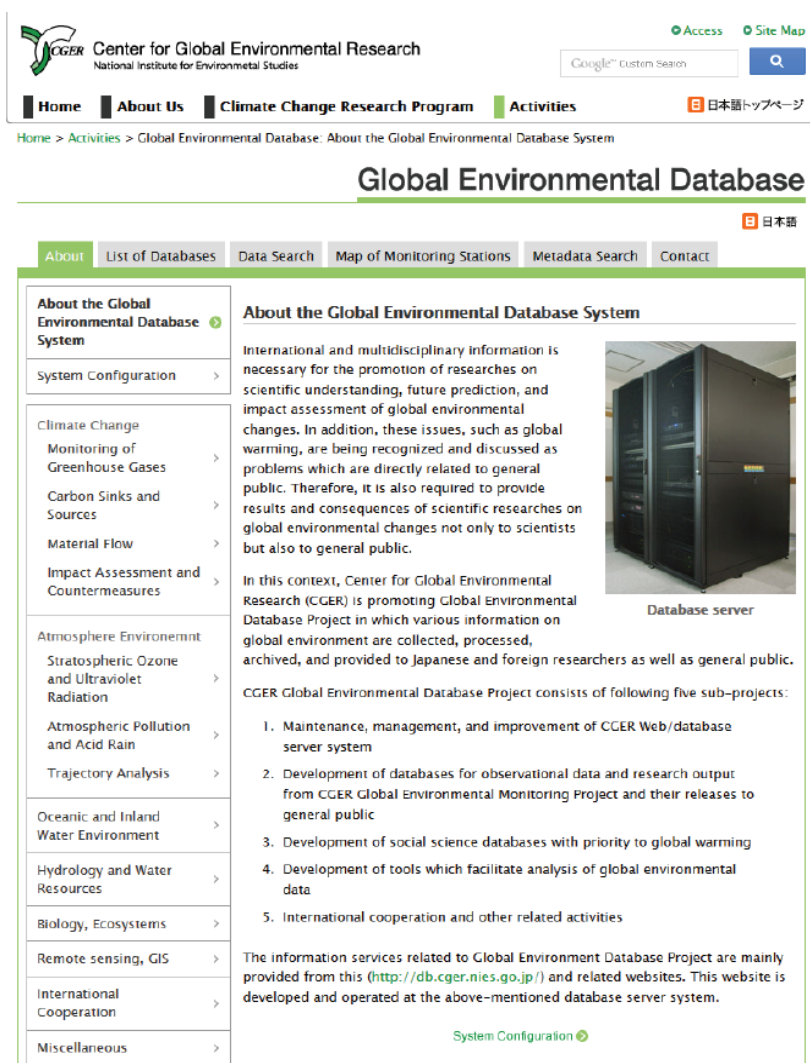 CGER Center for Global Environmental Research
National Institute for Environmetal Studies
Access Site Map
Google™ Custom Search
Home About Us Climate Change Research Program Activities 日本語トップページ
Home > Activities > Global Environmental Database: About the Global Environmental Database System
Global Environmental Database
日本語
About List of Databases Data Search Map of Monitoring Stations Metadata Search Contact
About the Global
Environmental Database
System
System Configuration >
Climate Change
Monitoring of
Greenhouse Gases >
Carbon Sinks and
Sources >
Material Flow >
Impact Assessment and
Countermeasures >
Atmosphere Environemnt
Stratospheric Ozone
and Ultraviolet
Radiation >
Atmospheric Pollution
and Acid Rain >
Trajectory Analysis >
Oceanic and Inland
Water Environment >
Hydrology and Water
Resources >
Biology, Ecosystems >
Remote sensing, GIS >
International
Cooperation >
Miscellaneous >
About the Global Environmental Database System
International and multidisciplinary information is
necessary for the promotion of researches on
scientific understanding, future prediction, and
impact assessment of global environmental
changes. In addition, these issues, such as global
warming, are being recognized and discussed as
problems which are directly related to general
public. Therefore, it is also required to provide
results and consequences of scientific researches on
global environmental changes not only to scientists
but also to general public.
Database server
In this context, Center for Global Environmental
Research (CGER) is promoting Global Environmental
Database Project in which various information on
global environment are collected, processed,
archived, and provided to Japanese and foreign researchers as well as general public.
CGER Global Environmental Database Project consists of following five sub-projects:
1. Maintenance, management, and improvement of CGER Web/database
server system
2. Development of databases for observational data and research output
from CGER Global Environmental Monitoring Project and their releases to
general public
3. Development of social science databases with priority to global warming
4. Development of tools which facilitate analysis of global environmental
data
5. International cooperation and other related activities
The information services related to Global Environment Database Project are mainly
provided from this (http://db.cger.nies.go.jp/) and related websites. This website is
developed and operated at the above-mentioned database server system.
System Configuration